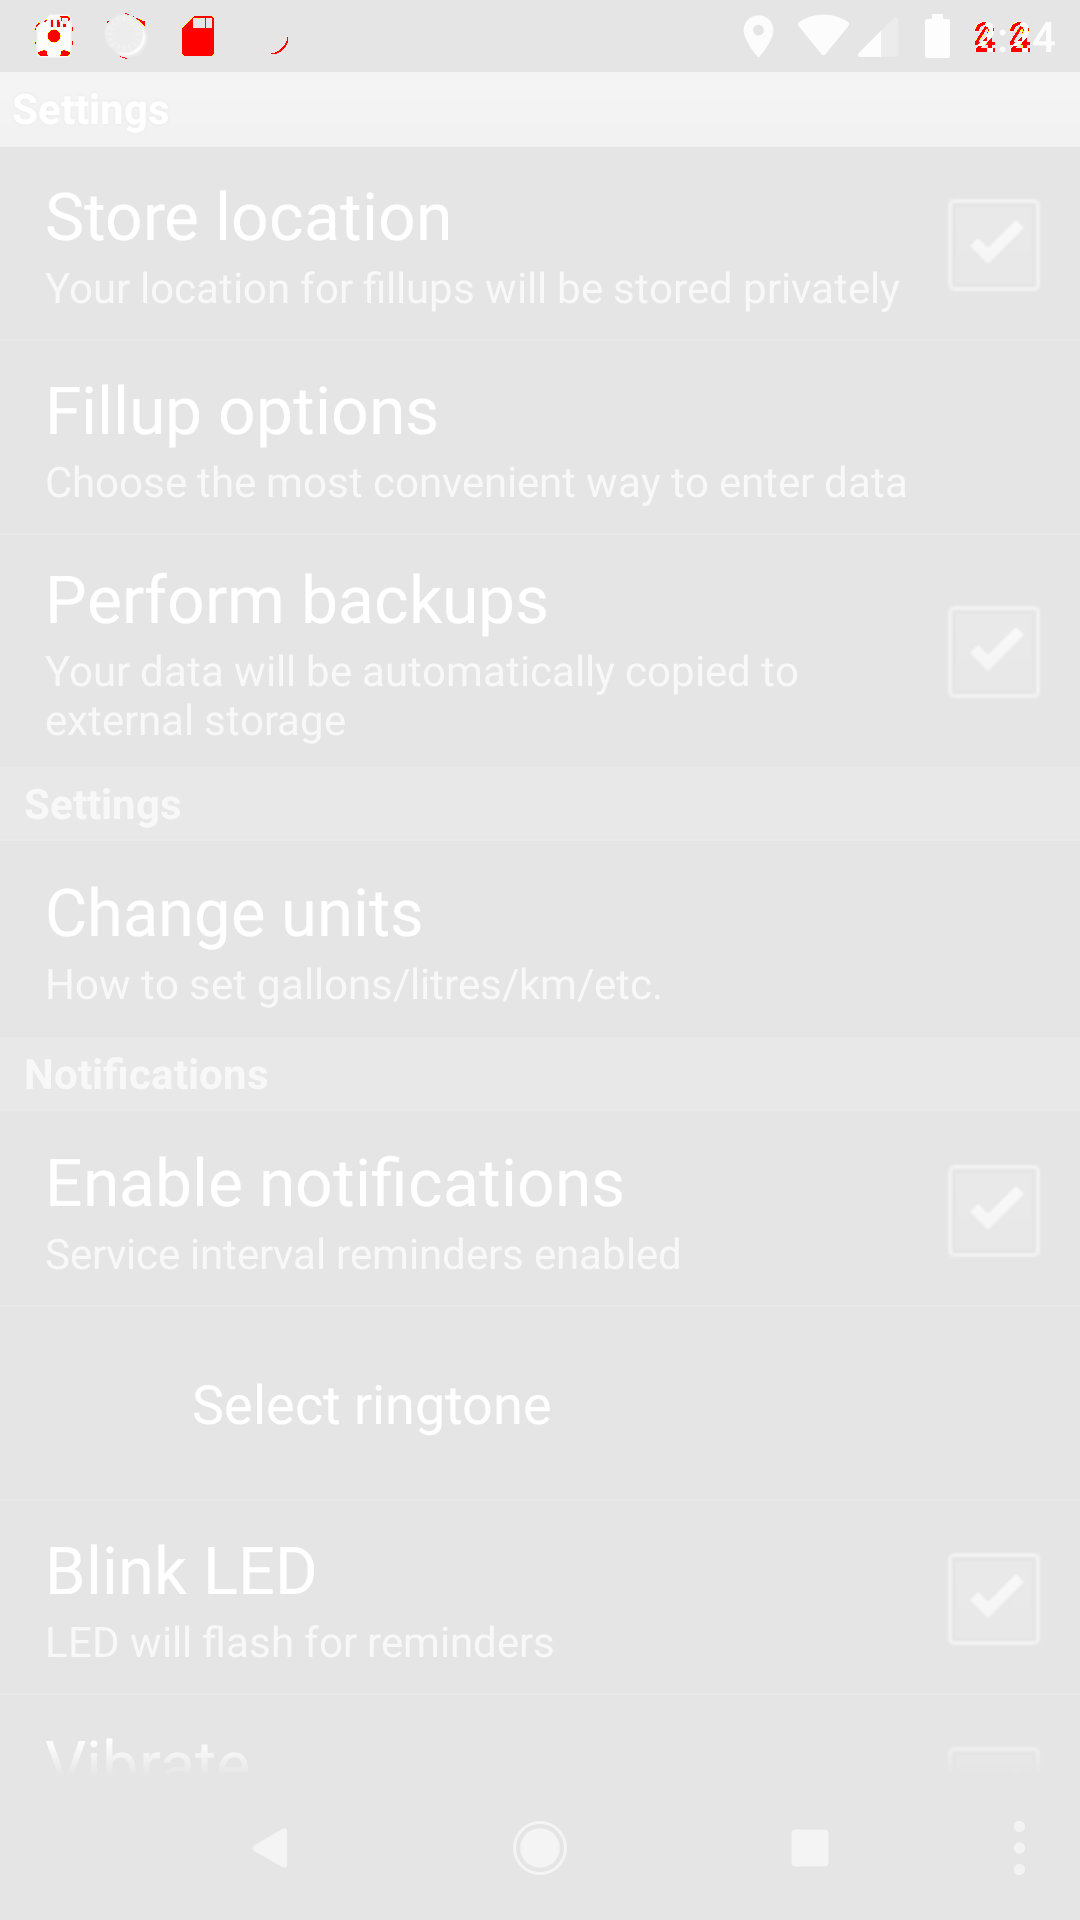 Settings
Store location
Your location for fillups will be stored privately
Fillup options
Choose the most convenient way to enter data
Perform backups
Your data will be automatically copied to
external storage
Settings
Change units
How to set gallons/litres/km/etc.
Notifications
Enable notifications
Service interval reminders enabled
Select ringtone
Blink LED
LED will flash for reminders
Vibrate